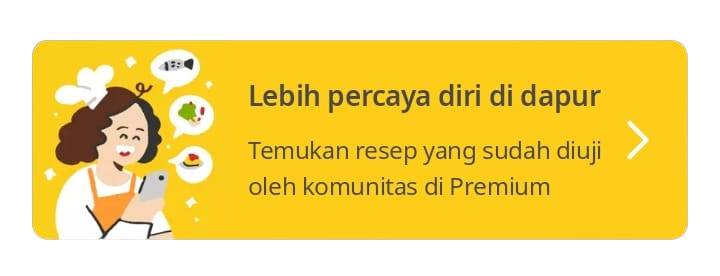 Lebih percaya diri di dapur
Temukan resep yang sudah diuji
oleh komunitas di Premium